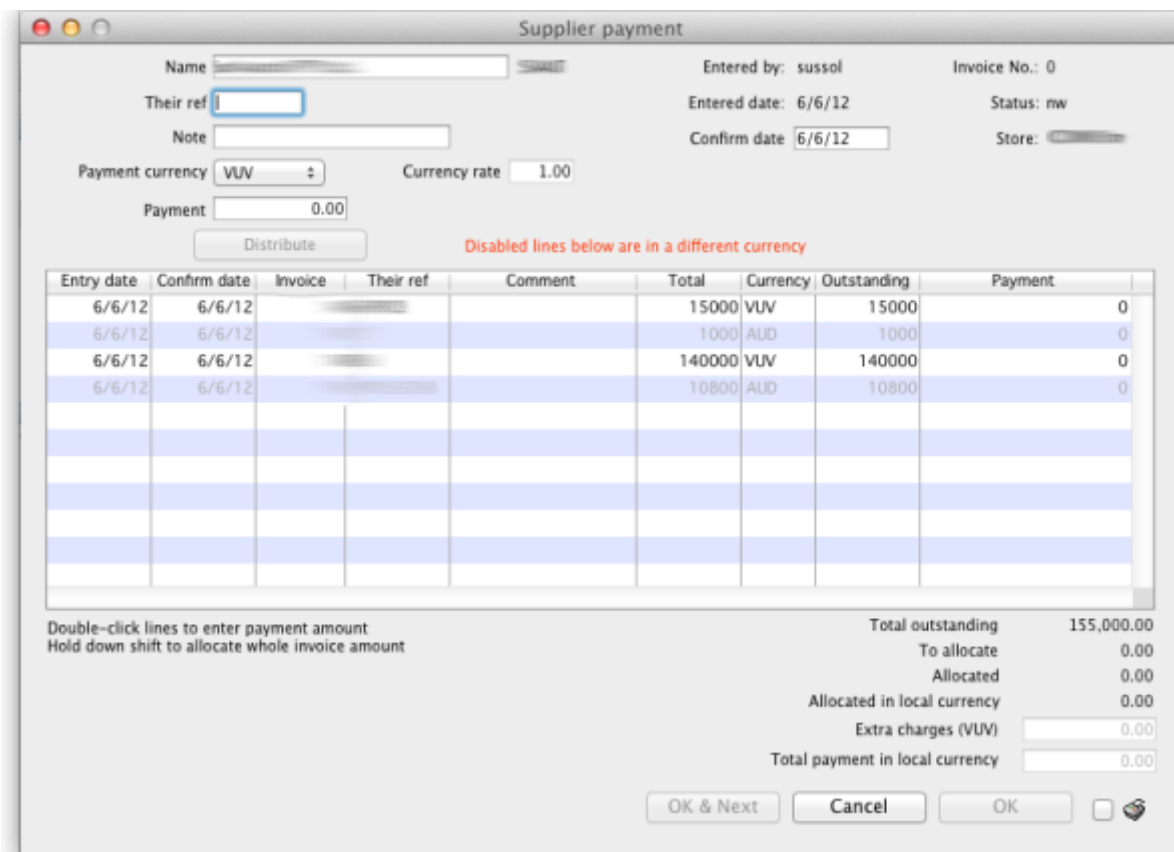 Supplier payment
Name Entered by: sussol Invoice No.: 0
Their ref Entered date: 6/6/12 Status: nw
Note Confirm date 6/6/12 Store:
Payment currency VUV Currency rate 1.00
Payment 0.00
Distribute Disabled lines below are in a different currency
Entry date Confirm date Invoice Their ref Comment Total Currency Outstanding Payment
6/6/12 6/6/12 15000 VUV 15000 0
6/6/12 6/6/12 1000 AUD 1000 0
6/6/12 6/6/12 140000 VUV 140000 0
6/6/12 6/6/12 10800 AUD 10800 0
Double-click lines to enter payment amount Total outstanding 155,000.00
Hold down shift to allocate whole invoice amount To allocate 0.00
Allocated 0.00
Allocated in local currency 0.00
Extra charges (VUV) 0.00
Total payment in local currency 0.00
OK & Next Cancel OK